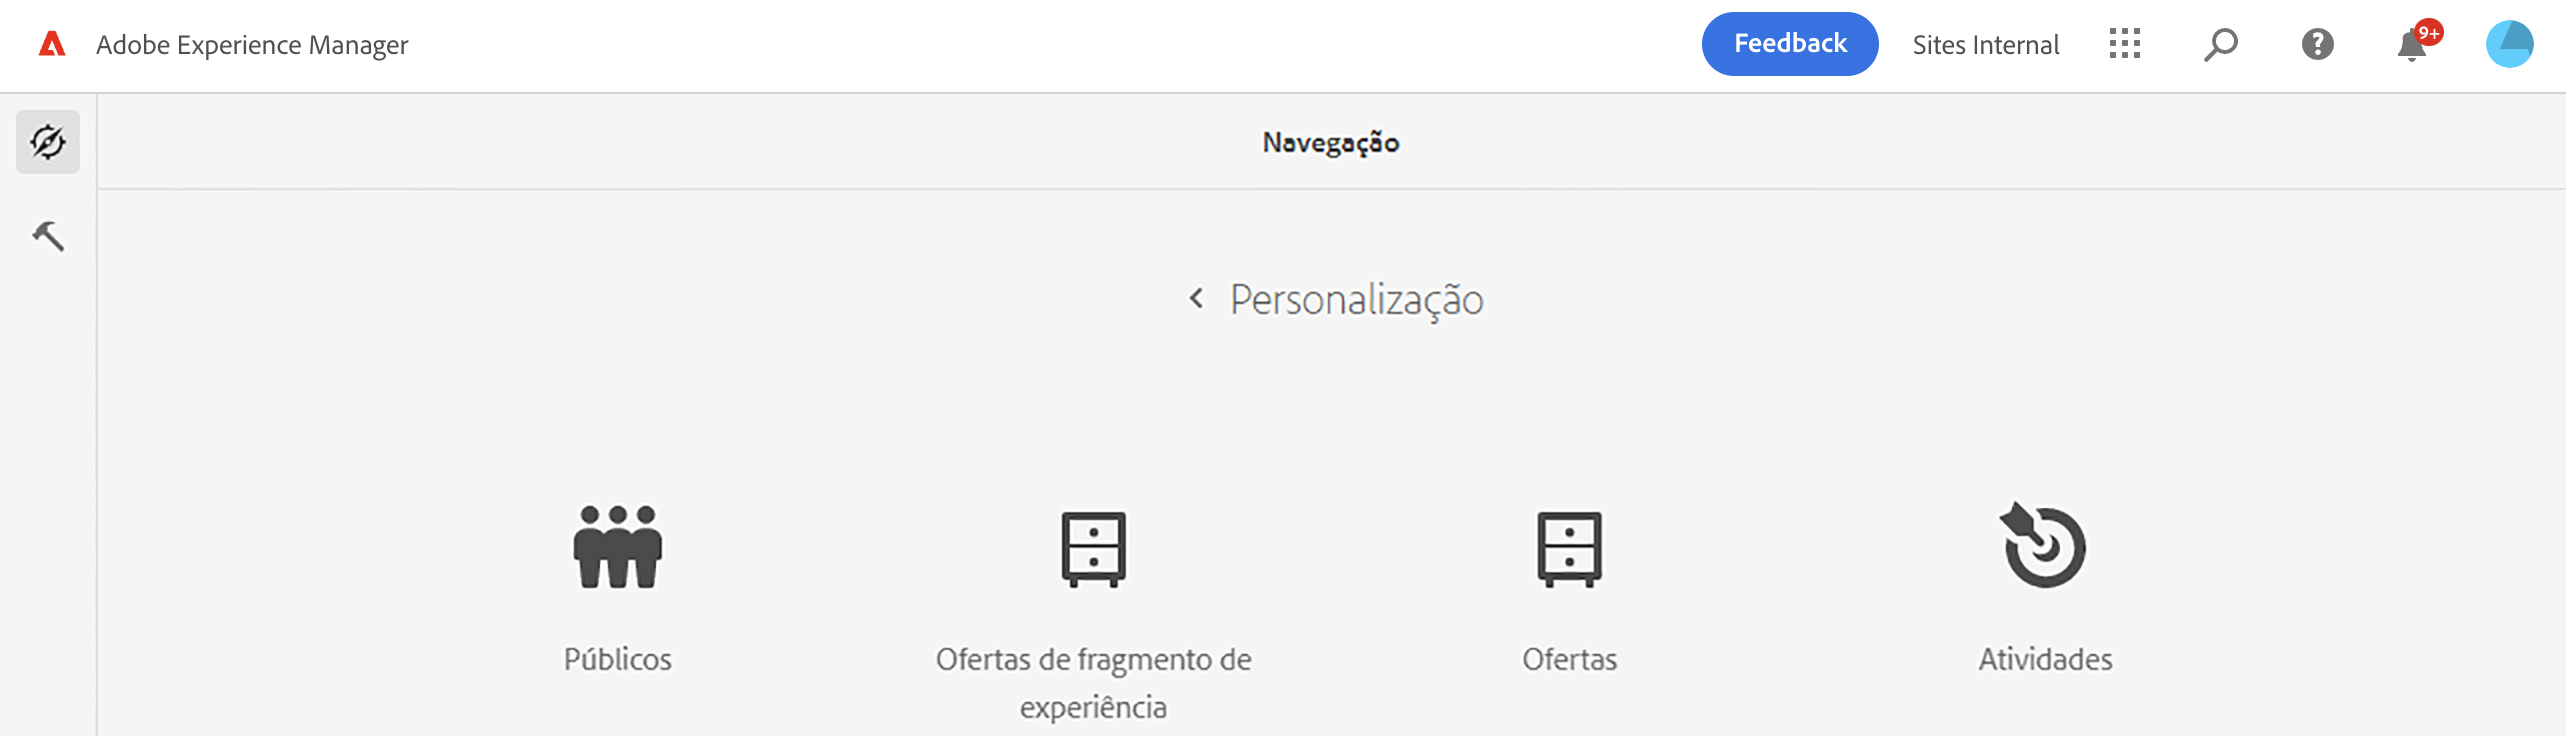 Adobe Experience Manager
Feedback
Sites Internal
9+
Navegação
Personalização
Públicos
Ofertas de fragmento de
experiência
Ofertas
Atividades